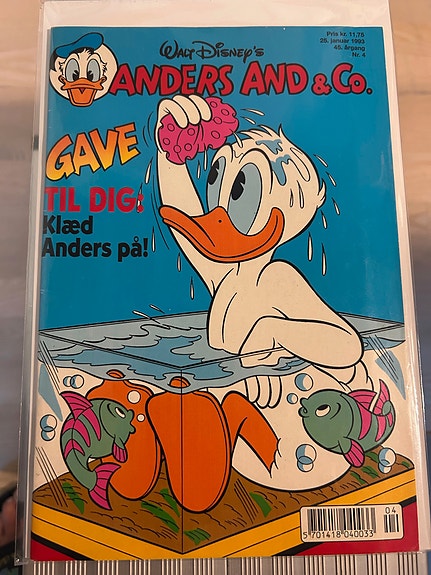 Pris kr. 11,75
25. januar 1993
45. årgang
Nr. 4
Walt Disney's
ANDERS AND & Co.
GAVE
TIL DIG:
Klæd
Anders på!
04
5 701418 040033